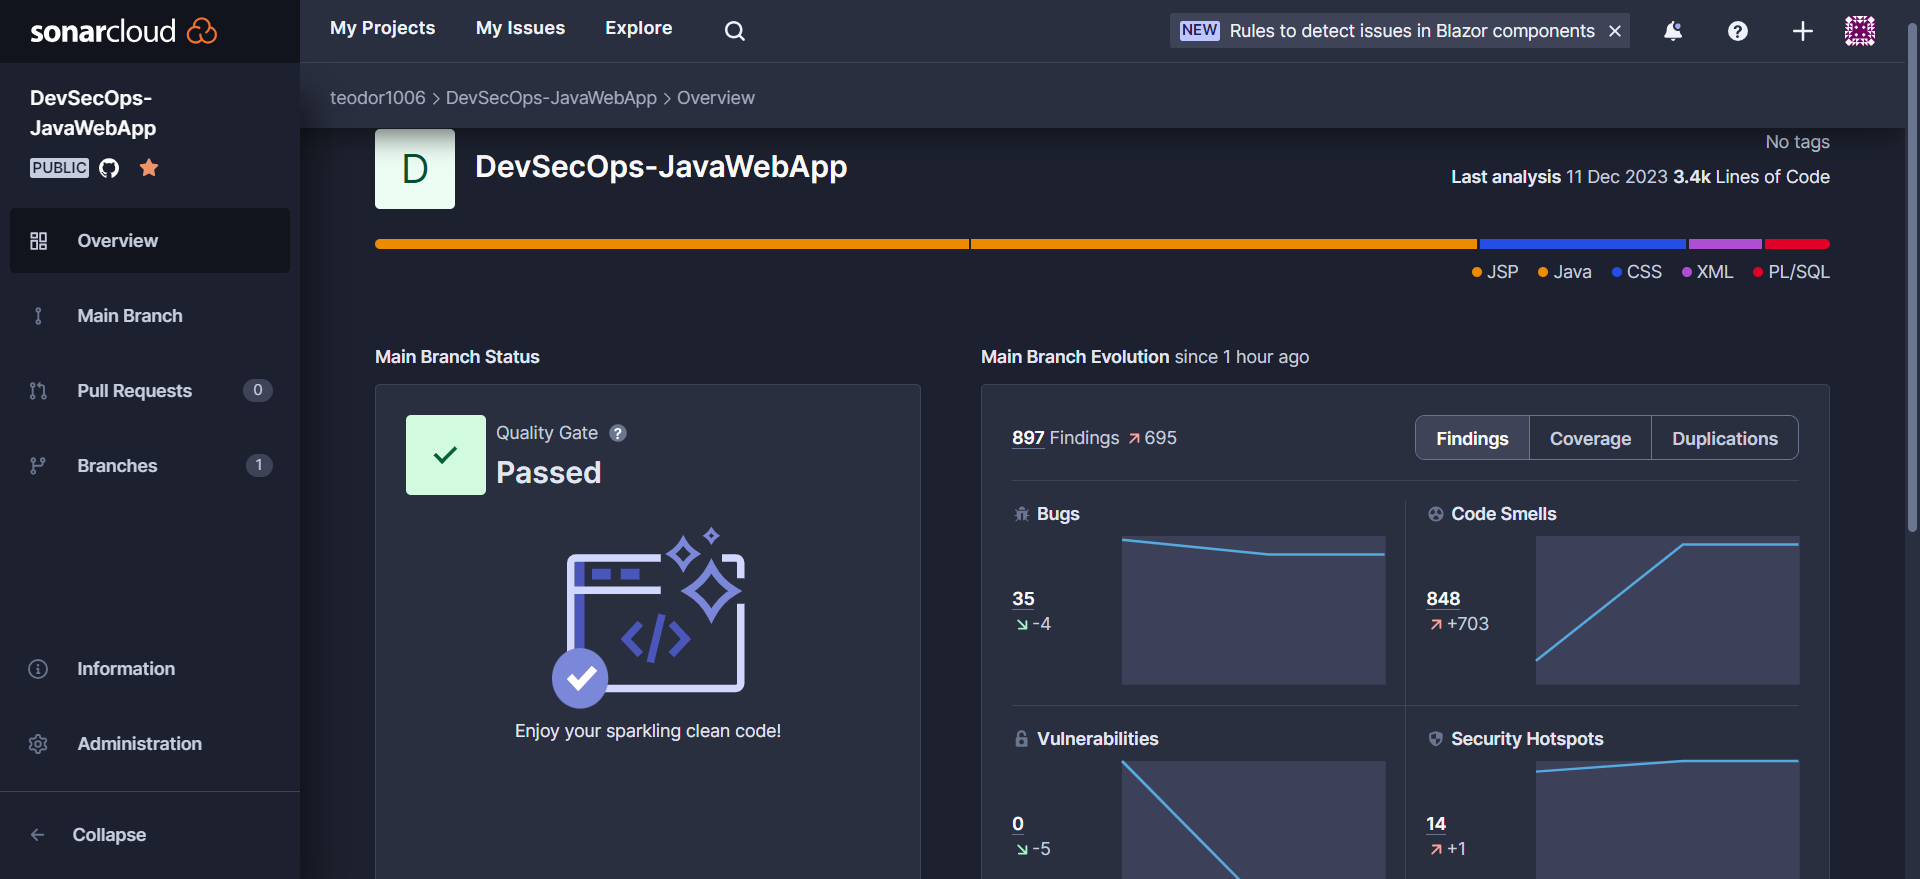 sonarcloud
My Projects My Issues Explore
NEW Rules to detect issues in Blazor components
DevSecOps-
JavaWebApp
PUBLIC
Overview
Main Branch
Pull Requests 0
Branches 1
Information
Administration
Collapse
teodor1006 > DevSecOps-JavaWebApp > Overview
D DevSecOps-JavaWebApp
No tags
Last analysis 11 Dec 2023 3.4k Lines of Code
JSP Java CSS XML PL/SQL
Main Branch Status
Quality Gate ?
Passed
</>
Enjoy your sparkling clean code!
Main Branch Evolution since 1 hour ago
897 Findings 695
Findings Coverage Duplications
Bugs
35
-4
Code Smells
848
+703
Vulnerabilities
0
-5
Security Hotspots
14
+1